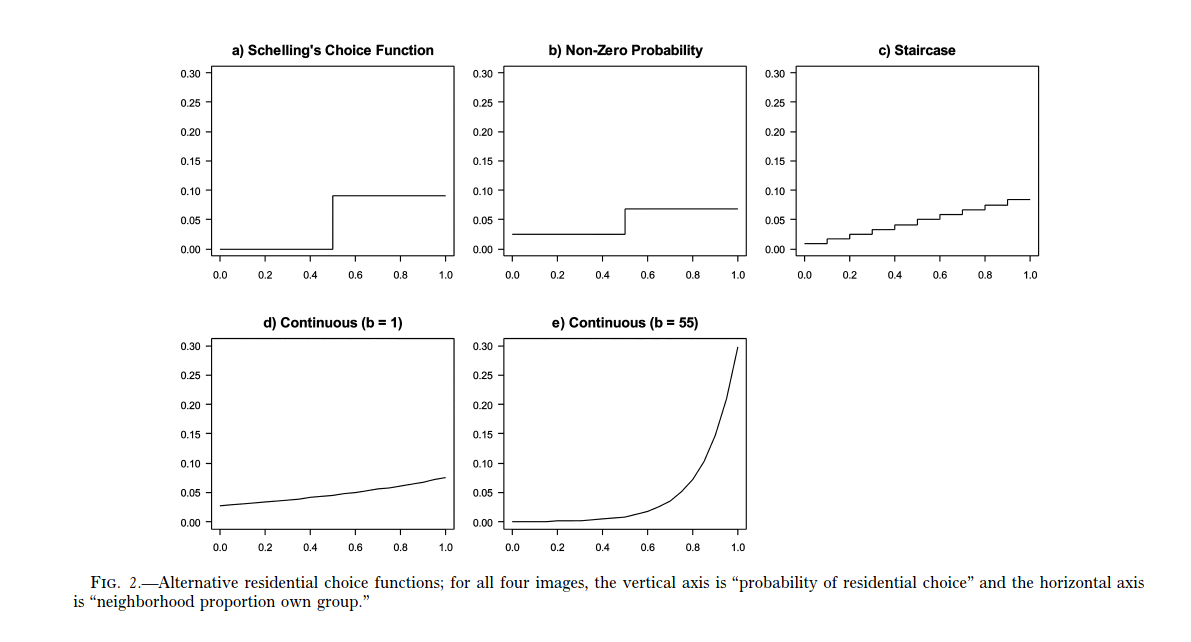 a) Schelling's Choice Function
0.30
0.25
0.20
0.15
0.10
0.05
0.00
0.0 0.2 0.4 0.6 0.8 1.0
b) Non-Zero Probability
0.30
0.25
0.20
0.15
0.10
0.05
0.00
0.0 0.2 0.4 0.6 0.8 1.0
c) Staircase
0.30
0.25
0.20
0.15
0.10
0.05
0.00
0.0 0.2 0.4 0.6 0.8 1.0
d) Continuous (b = 1)
0.30
0.25
0.20
0.15
0.10
0.05
0.00
0.0 0.2 0.4 0.6 0.8 1.0
e) Continuous (b = 55)
0.30
0.25
0.20
0.15
0.10
0.05
0.00
0.0 0.2 0.4 0.6 0.8 1.0
FIG. 2.—Alternative residential choice functions; for all four images, the vertical axis is “probability of residential choice” and the horizontal axis
is “neighborhood proportion own group.”